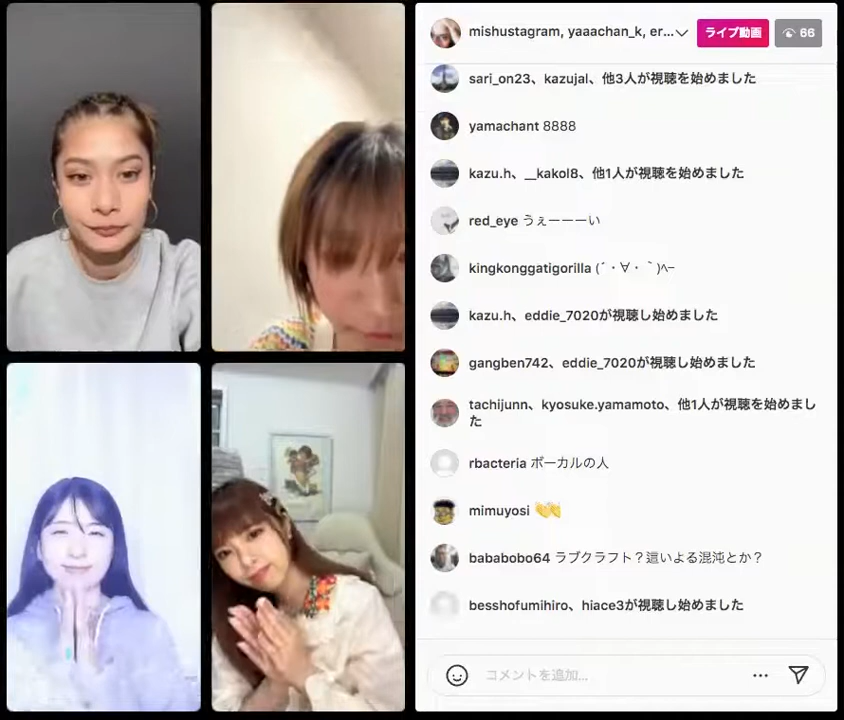 mishustagram, yaaachan_k, er... ライブ動画 66
sari_on23、kazujal、他3人が視聴を始めました
yamachant 8888
kazu.h、__kakol8、他1人が視聴を始めました
red_eye うぇーーーい
kingkonggatigorilla (´・∀・｀)ﾍ-
kazu.h、eddie_7020が視聴し始めました
gangben742、eddie_7020が視聴し始めました
tachijunn、kyosuke.yamamoto、他1人が視聴を始めまし
た
rbacteria ボーカルの人
mimuyosi 👏👏
bababobo64 ラブクラフト？這いよる混沌とか？
besshofumihiro、hiace3が視聴し始めました
コメントを追加...